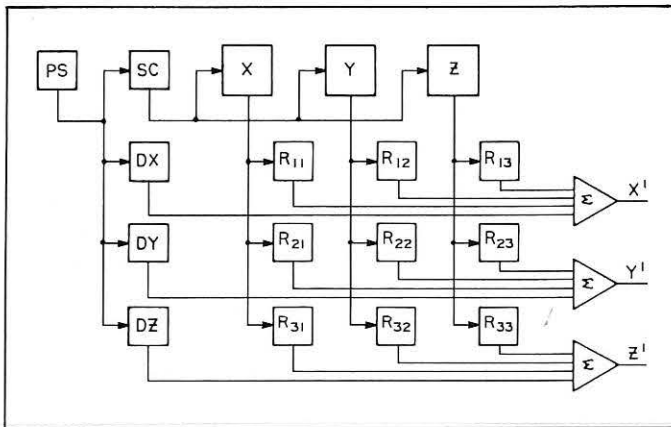 PS SC X Y Z
DX R₁₁ R₁₂ R₁₃ Σ X'
DY R₂₁ R₂₂ R₂₃ Σ Y'
DZ R₃₁ R₃₂ R₃₃ Σ Z'